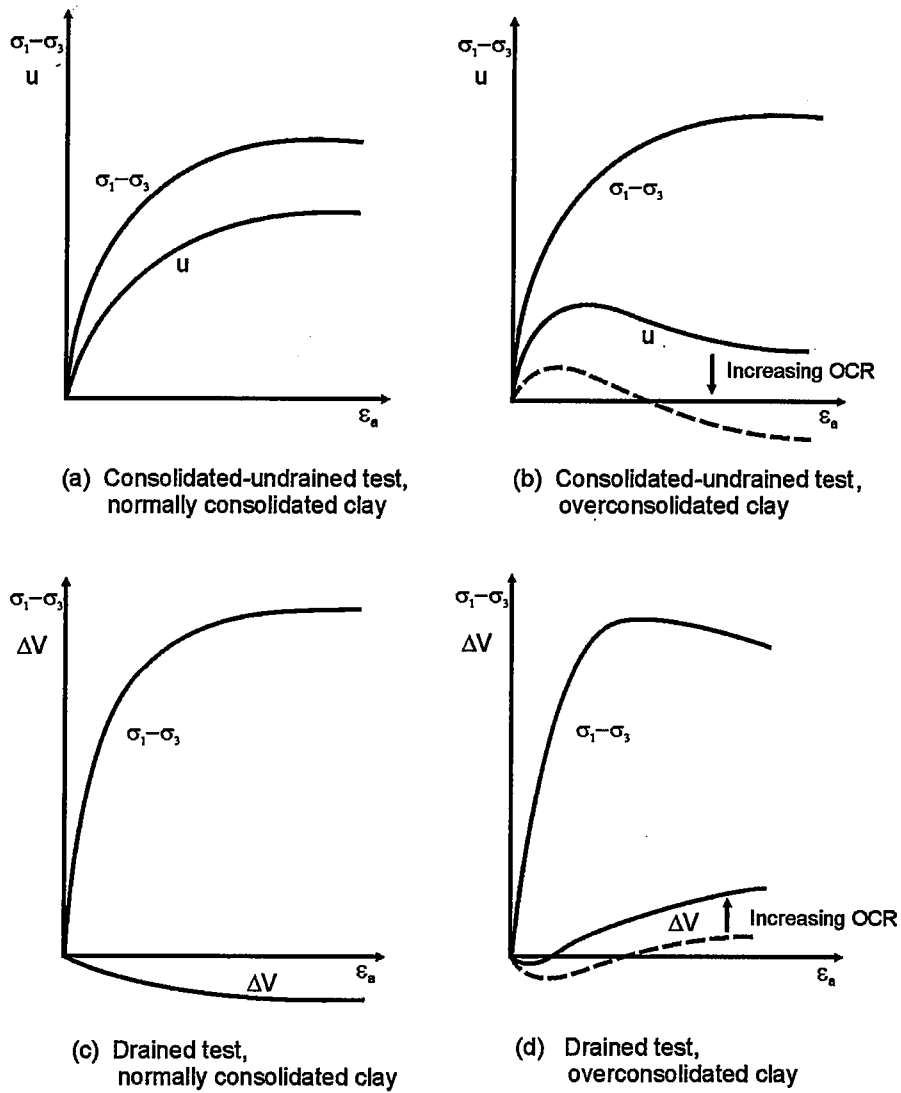 σ₁–σ₃
u
σ₁–σ₃
u
εₐ
(a) Consolidated-undrained test,
normally consolidated clay
σ₁–σ₃
u
σ₁–σ₃
u
Increasing OCR
εₐ
(b) Consolidated-undrained test,
overconsolidated clay
σ₁–σ₃
ΔV
σ₁–σ₃
εₐ
ΔV
(c) Drained test,
normally consolidated clay
σ₁–σ₃
ΔV
σ₁–σ₃
ΔV
Increasing OCR
εₐ
(d) Drained test,
overconsolidated clay